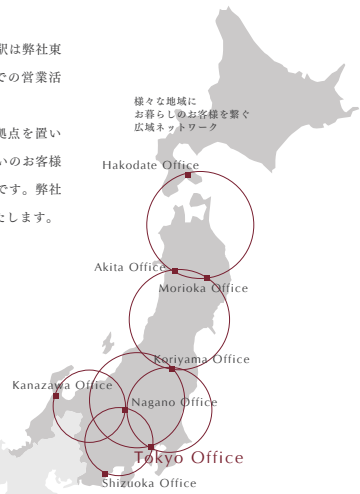 駅は弊社東
での営業活
拠点を置い
いのお客様
です。弊社
たします。
様々な地域に
お暮らしのお客様を繋ぐ
広域ネットワーク
Hakodate Office
Akita Office
Morioka Office
Koriyama Office
Kanazawa Office
Nagano Office
Tokyo Office
Shizuoka Office